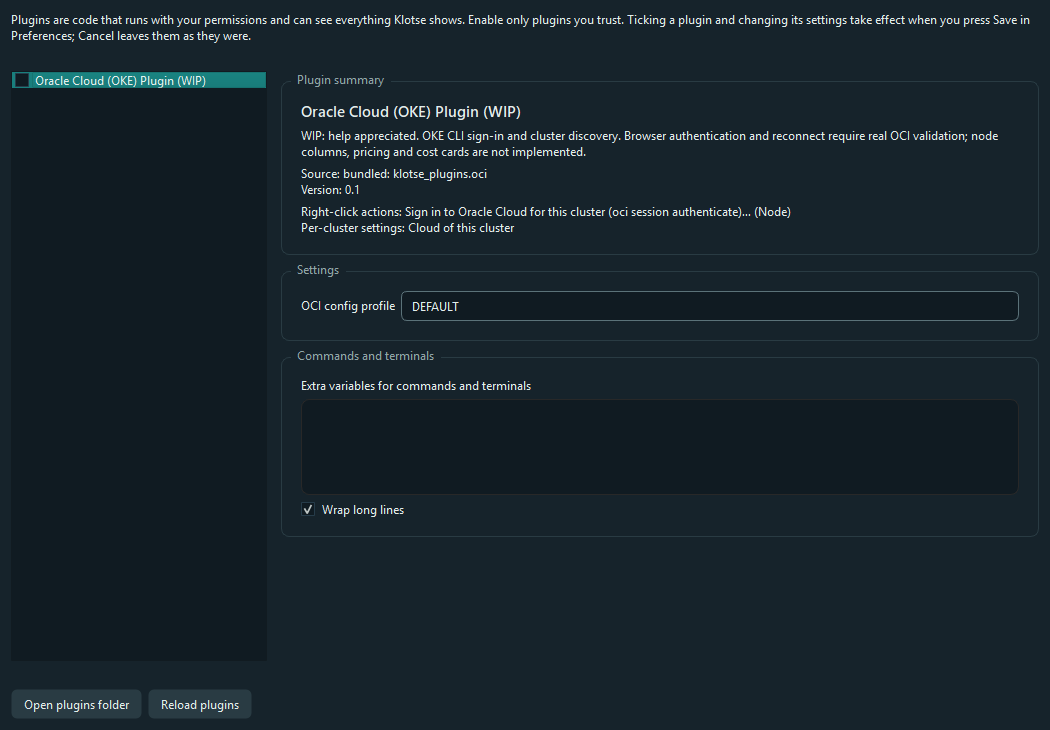 Plugins are code that runs with your permissions and can see everything Klotse shows. Enable only plugins you trust. Ticking a plugin and changing its settings take effect when you press Save in
Preferences; Cancel leaves them as they were.
Oracle Cloud (OKE) Plugin (WIP)
Plugin summary
Oracle Cloud (OKE) Plugin (WIP)
WIP: help appreciated. OKE CLI sign-in and cluster discovery. Browser authentication and reconnect require real OCI validation; node
columns, pricing and cost cards are not implemented.
Source: bundled: klotse_plugins.oci
Version: 0.1
Right-click actions: Sign in to Oracle Cloud for this cluster (oci session authenticate)... (Node)
Per-cluster settings: Cloud of this cluster
Settings
OCI config profile DEFAULT
Commands and terminals
Extra variables for commands and terminals
Wrap long lines
Open plugins folder Reload plugins